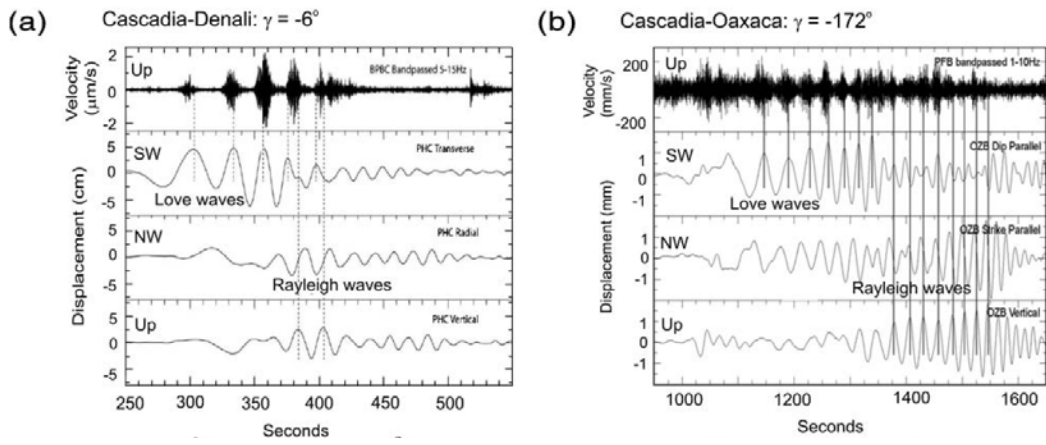 (a) Cascadia-Denali: γ = -6°
Up
BPBC Bandpassed 5-15Hz
Velocity
(μm/s)
2
0
-2
SW
PHC Transverse
5
0
-5
Love waves
Displacement (cm)
NW
PHC Radial
5
0
-5
Rayleigh waves
Up
PHC Vertical
5
0
-5
250 300 350 400 450 500
Seconds
(b) Cascadia-Oaxaca: γ = -172°
Up
PFB bandpassed 1-10Hz
Velocity
(mm/s)
200
0
-200
SW
OZB Dip Parallel
1
0
-1
Love waves
Displacement (mm)
NW
OZB Strike Parallel
1
0
-1
Rayleigh waves
Up
OZB Vertical
1
0
-1
1000 1200 1400 1600
Seconds